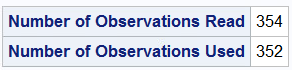 Number of Observations Read 354
Number of Observations Used 352